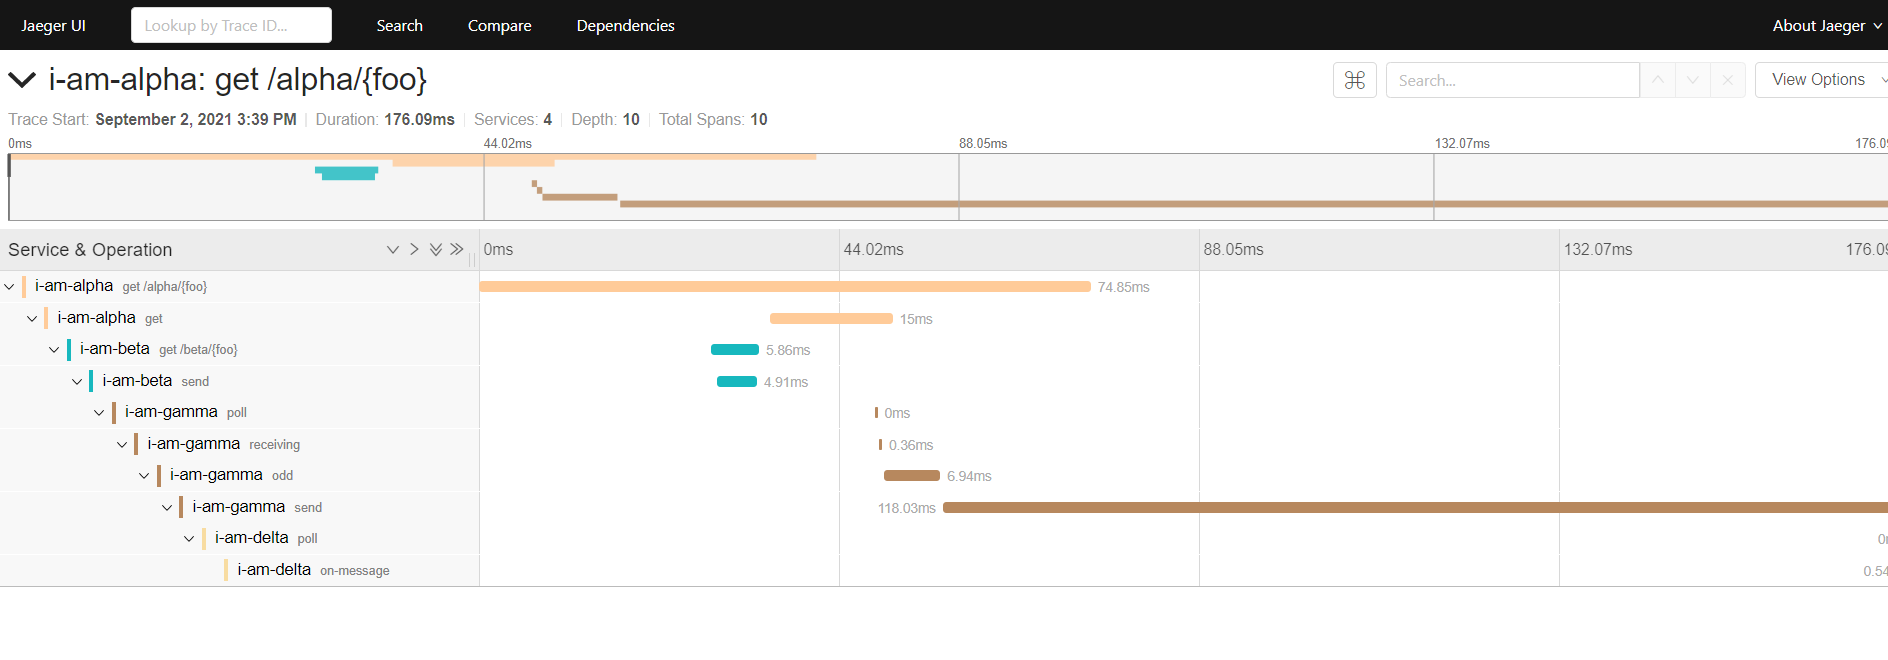 Jaeger UI Lookup by Trace ID... Search Compare Dependencies About Jaeger
i-am-alpha: get /alpha/{foo} Search... View Options
Trace Start: September 2, 2021 3:39 PM Duration: 176.09ms Services: 4 Depth: 10 Total Spans: 10
0ms 44.02ms 88.05ms 132.07ms 176.09
Service & Operation 0ms 44.02ms 88.05ms 132.07ms 176.09
i-am-alpha get /alpha/{foo} 74.85ms
i-am-alpha get 15ms
i-am-beta get /beta/{foo} 5.86ms
i-am-beta send 4.91ms
i-am-gamma poll 0ms
i-am-gamma receiving 0.36ms
i-am-gamma odd 6.94ms
i-am-gamma send 118.03ms
i-am-delta poll
i-am-delta on-message 0.54